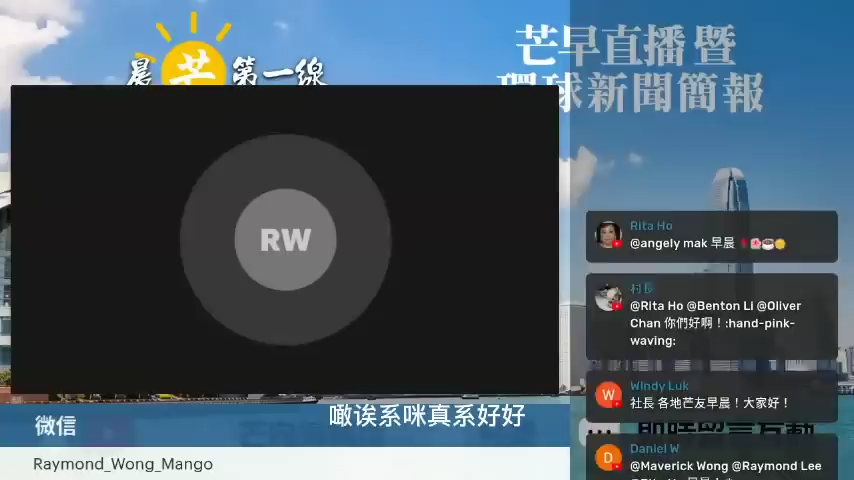 晨芒第一線
芒早直播暨
環球新聞簡報
RW
Rita Ho
@angely mak 早晨
村長
@Rita Ho @Benton Li @Oliver
Chan 你們好啊！:hand-pink-
waving:
Windy Luk
社長 各地芒友早晨！大家好！
Daniel W
@Maverick Wong @Raymond Lee
噉诶系咪真系好好
微信
Raymond_Wong_Mango